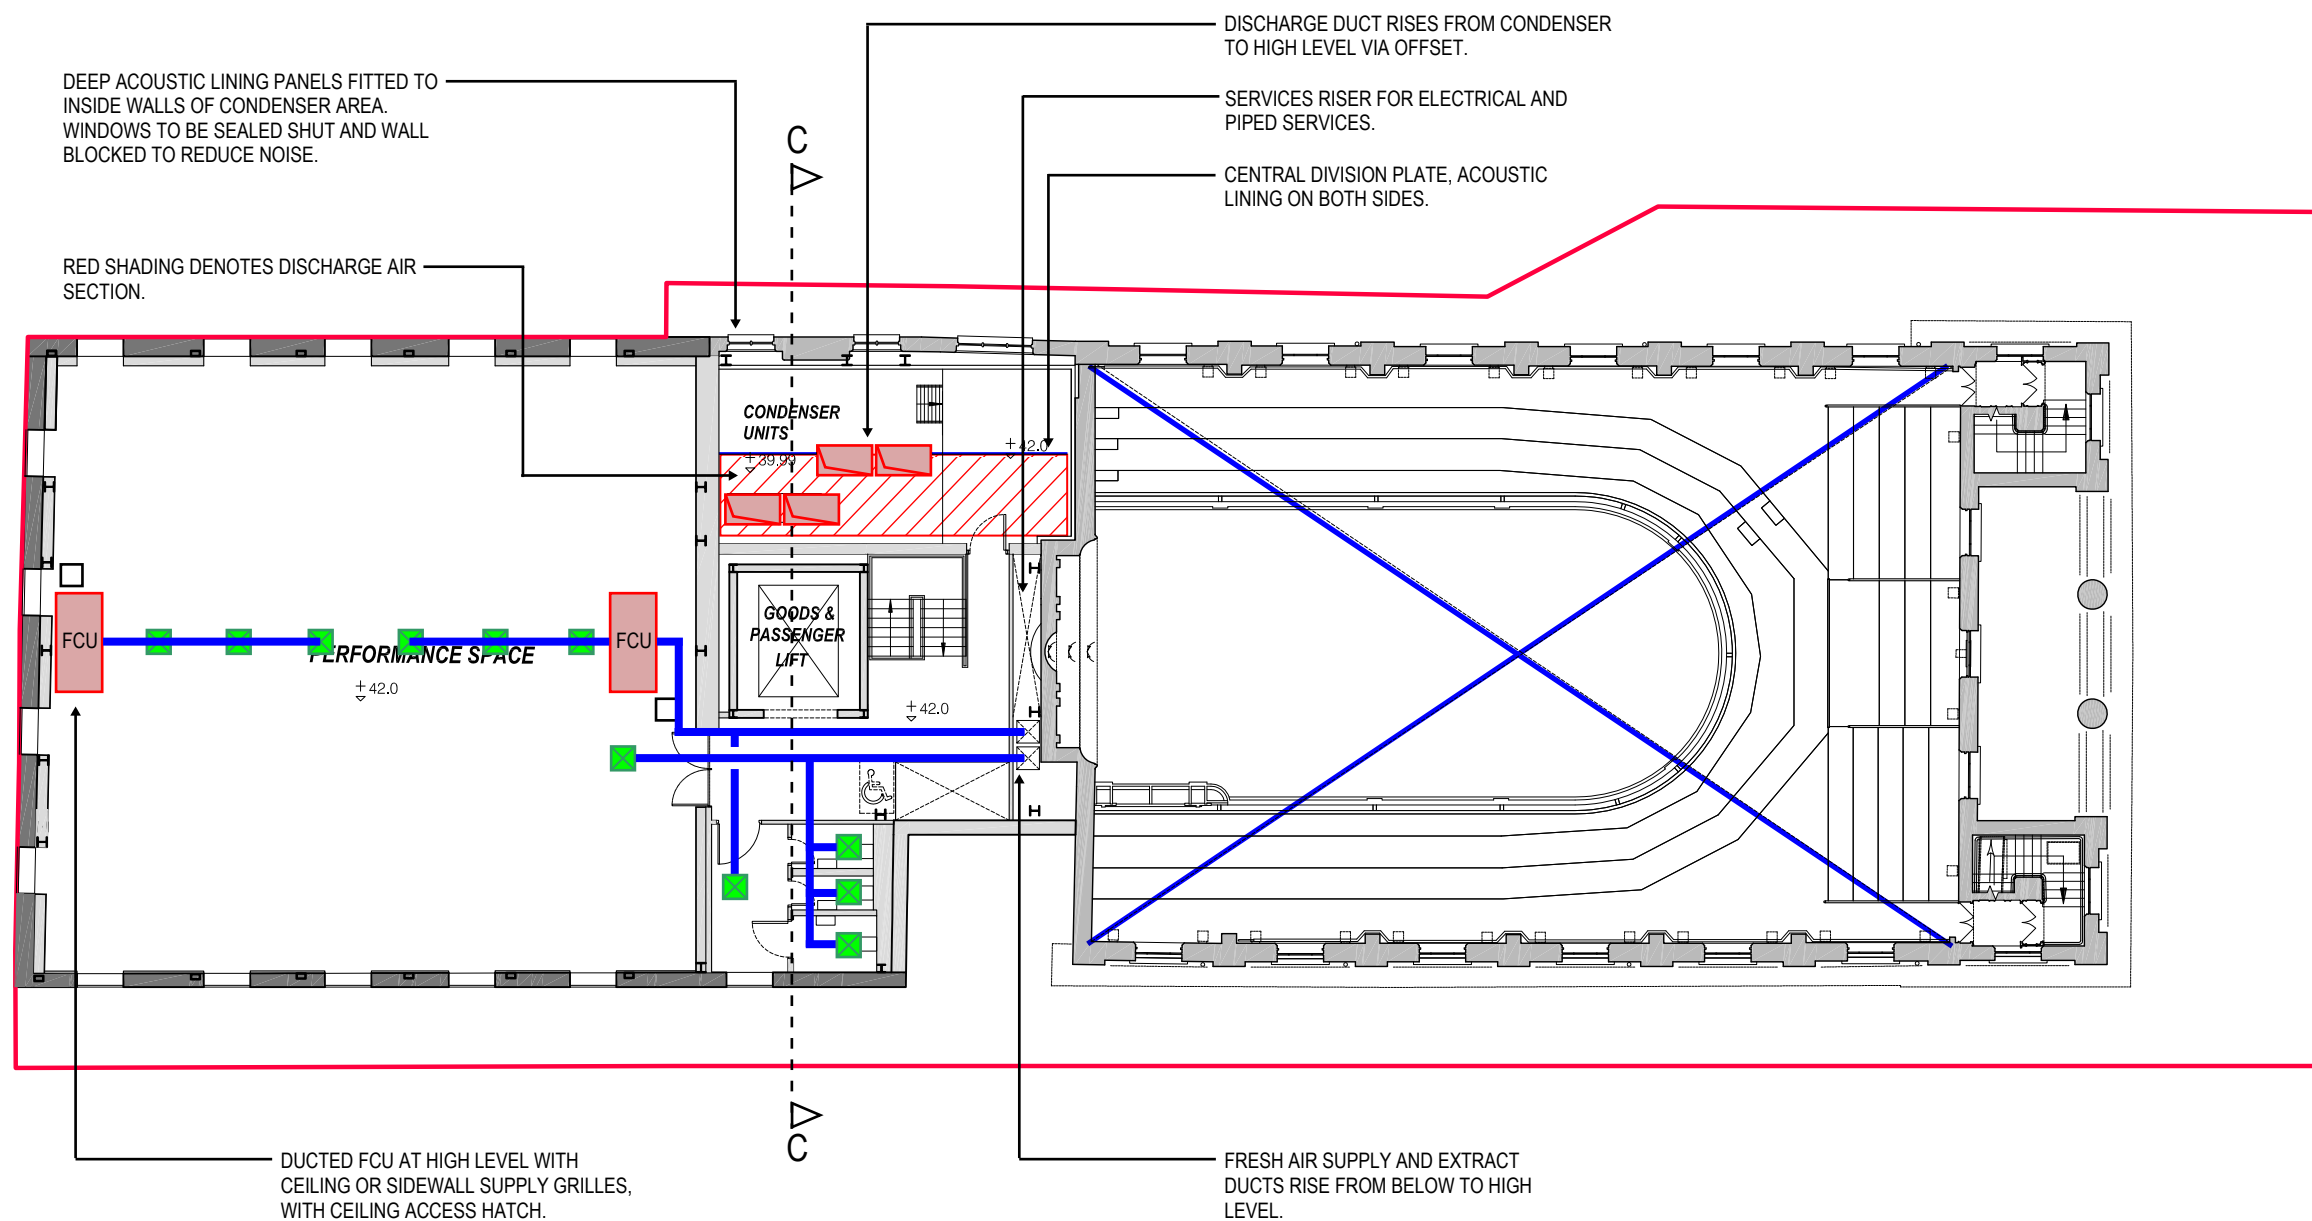 DISCHARGE DUCT RISES FROM CONDENSER
TO HIGH LEVEL VIA OFFSET.
DEEP ACOUSTIC LINING PANELS FITTED TO
INSIDE WALLS OF CONDENSER AREA.
WINDOWS TO BE SEALED SHUT AND WALL
BLOCKED TO REDUCE NOISE.
SERVICES RISER FOR ELECTRICAL AND
PIPED SERVICES.
C
CENTRAL DIVISION PLATE, ACOUSTIC
LINING ON BOTH SIDES.
RED SHADING DENOTES DISCHARGE AIR
SECTION.
CONDENSER
UNITS
+42.0
+39.99
GOODS &
PASSENGER
LIFT
FCU
FCU
PERFORMANCE SPACE
+42.0
+42.0
C
DUCTED FCU AT HIGH LEVEL WITH
CEILING OR SIDEWALL SUPPLY GRILLES,
WITH CEILING ACCESS HATCH.
FRESH AIR SUPPLY AND EXTRACT
DUCTS RISE FROM BELOW TO HIGH
LEVEL.